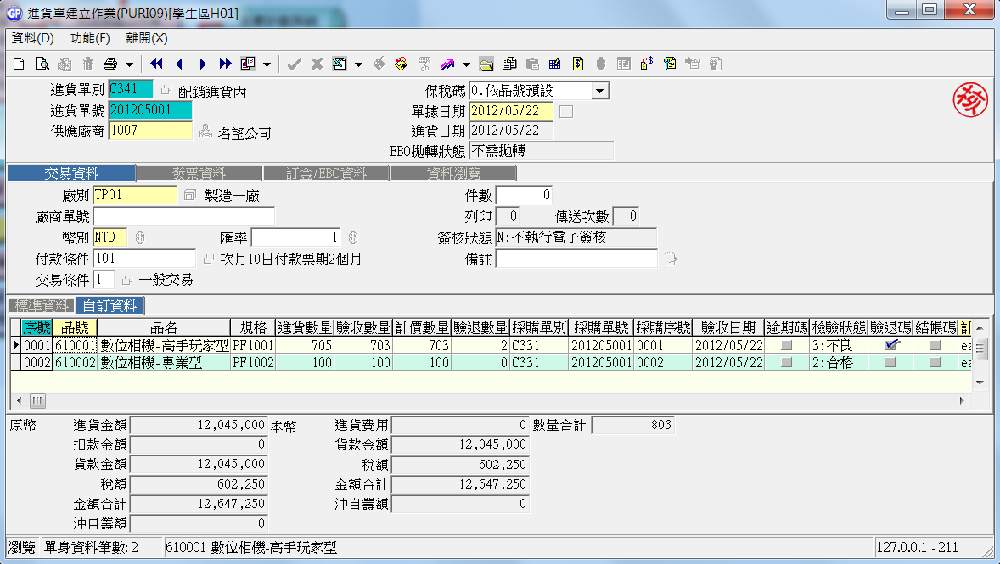 GP 進貨單建立作業(PURI09)[學生區H01]
資料(D) 功能(F) 離開(X)
進貨單別 C341 配銷進貨內 保稅碼 0.依品號預設
核
進貨單號 201205001 單據日期 2012/05/22
供應廠商 1007 名望公司 進貨日期 2012/05/22
EBO拋轉狀態 不需拋轉
交易資料 發票資料 訂金/EBC資料 資料瀏覽
廠別 TP01 製造一廠 件數 0
廠商單號 列印 0 傳送次數 0
幣別 NTD 匯率 1 簽核狀態 N:不執行電子簽核
付款條件 101 次月10日付款票期2個月 備註
交易條件 1 一般交易
標準資料 自訂資料
序號 品號 品名 規格 進貨數量 驗收數量 計價數量 驗退數量 採購單別 採購單號 採購序號 驗收日期 逾期碼 檢驗狀態 驗退碼 結帳碼 計
0001 610001 數位相機-高手玩家型 PF1001 705 703 703 2 C331 201205001 0001 2012/05/22 3:不良 ea
0002 610002 數位相機-專業型 PF1002 100 100 100 0 C331 201205001 0002 2012/05/22 2:合格 ea
原幣 進貨金額 12,045,000 本幣 進貨費用 0 數量合計 803
扣款金額 0 貨款金額 12,045,000
貨款金額 12,045,000 稅額 602,250
稅額 602,250 金額合計 12,647,250
金額合計 12,647,250 沖自籌額 0
沖自籌額 0
瀏覽 單身資料筆數: 2 610001 數位相機-高手玩家型 127.0.0.1 - 211